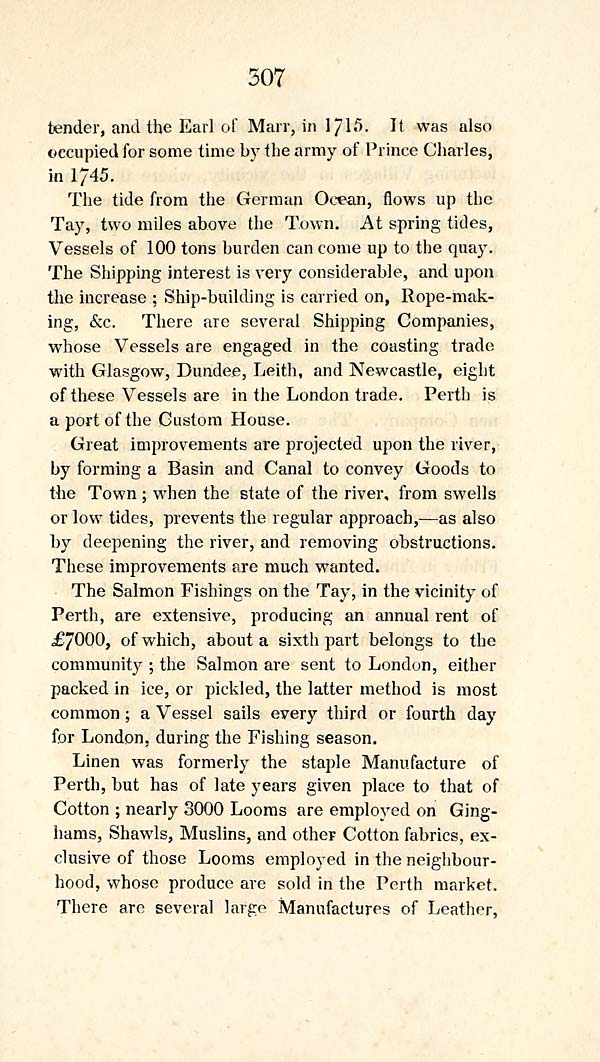 307
tender, and the Earl of Marr, in 1715. It was also
occupied for some time by the army of Prince Charles,
in 1745.
The tide from the German Ocean, flows up the
Tay, two miles above the Town. At spring tides,
Vessels of 100 tons burden can come up to the quay.
The Shipping interest is very considerable, and upon
the increase ; Ship-building is carried on, Rope-mak-
ing, &c. There are several Shipping Companies,
whose Vessels are engaged in the coasting trade
with Glasgow, Dundee, Leith, and Newcastle, eight
of these Vessels are in the London trade. Perth is
a port of the Custom House.
Great improvements are projected upon the river,
by forming a Basin and Canal to convey Goods to
the Town ; when the state of the river, from swells
or low tides, prevents the regular approach,—as also
by deepening the river, and removing obstructions.
These improvements are much wanted.
The Salmon Fishings on the Tay, in the vicinity of
Perth, are extensive, producing an annual rent of
£7000, of which, about a sixth part belongs to the
community ; the Salmon are sent to London, either
packed in ice, or pickled, the latter method is most
common ; a Vessel sails every third or fourth day
for London, during the Fishing season.
Linen was formerly the staple Manufacture of
Perth, but has of late years given place to that of
Cotton ; nearly 3000 Looms are employed on Ging-
hams, Shawls, Muslins, and other Cotton fabrics, ex-
clusive of those Looms employed in the neighbour-
hood, whose produce are sold in the Perth market.
There are several large Manufactures of Leather,